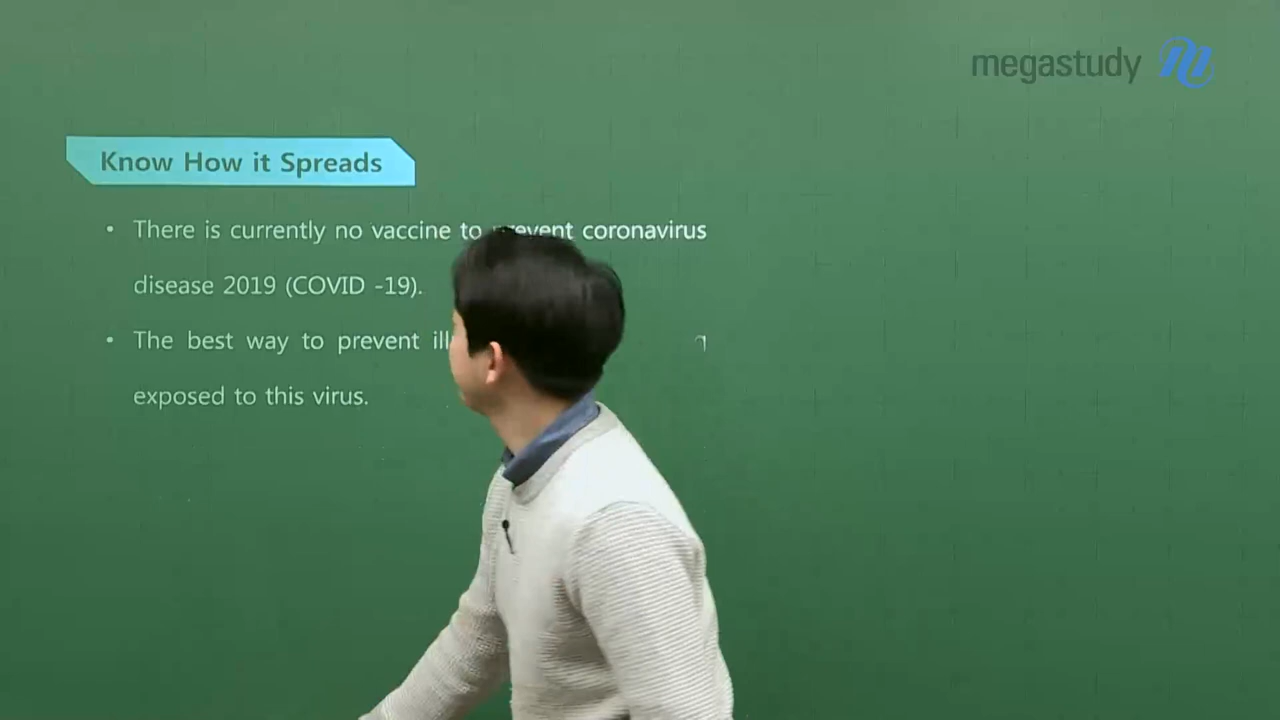 megastudy
Know How it Spreads
• There is currently no vaccine to prevent coronavirus
disease 2019 (COVID -19).
• The best way to prevent
exposed to this virus.